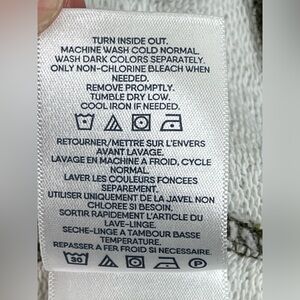 TURN INSIDE OUT.
MACHINE WASH COLD NORMAL.
WASH DARK COLORS SEPARATELY.
ONLY NON-CHLORINE BLEACH WHEN
NEEDED.
REMOVE PROMPTLY.
TUMBLE DRY LOW.
COOL IRON IF NEEDED.
RETOURNER/METTRE SUR L'ENVERS
AVANT LAVAGE.
LAVAGE EN MACHINE A FROID, CYCLE
NORMAL.
LAVER LES COULEURS FONCEES
SEPAREMENT.
UTILISER UNIQUEMENT DE LA JAVEL NON
CHLOREE SI BESOIN.
SORTIR RAPIDEMENT L'ARTICLE DU
LAVE-LINGE.
SECHE-LINGE A TAMBOUR BASSE
TEMPERATURE.
REPASSER A FER FROID SI NECESSAIRE.
30 P